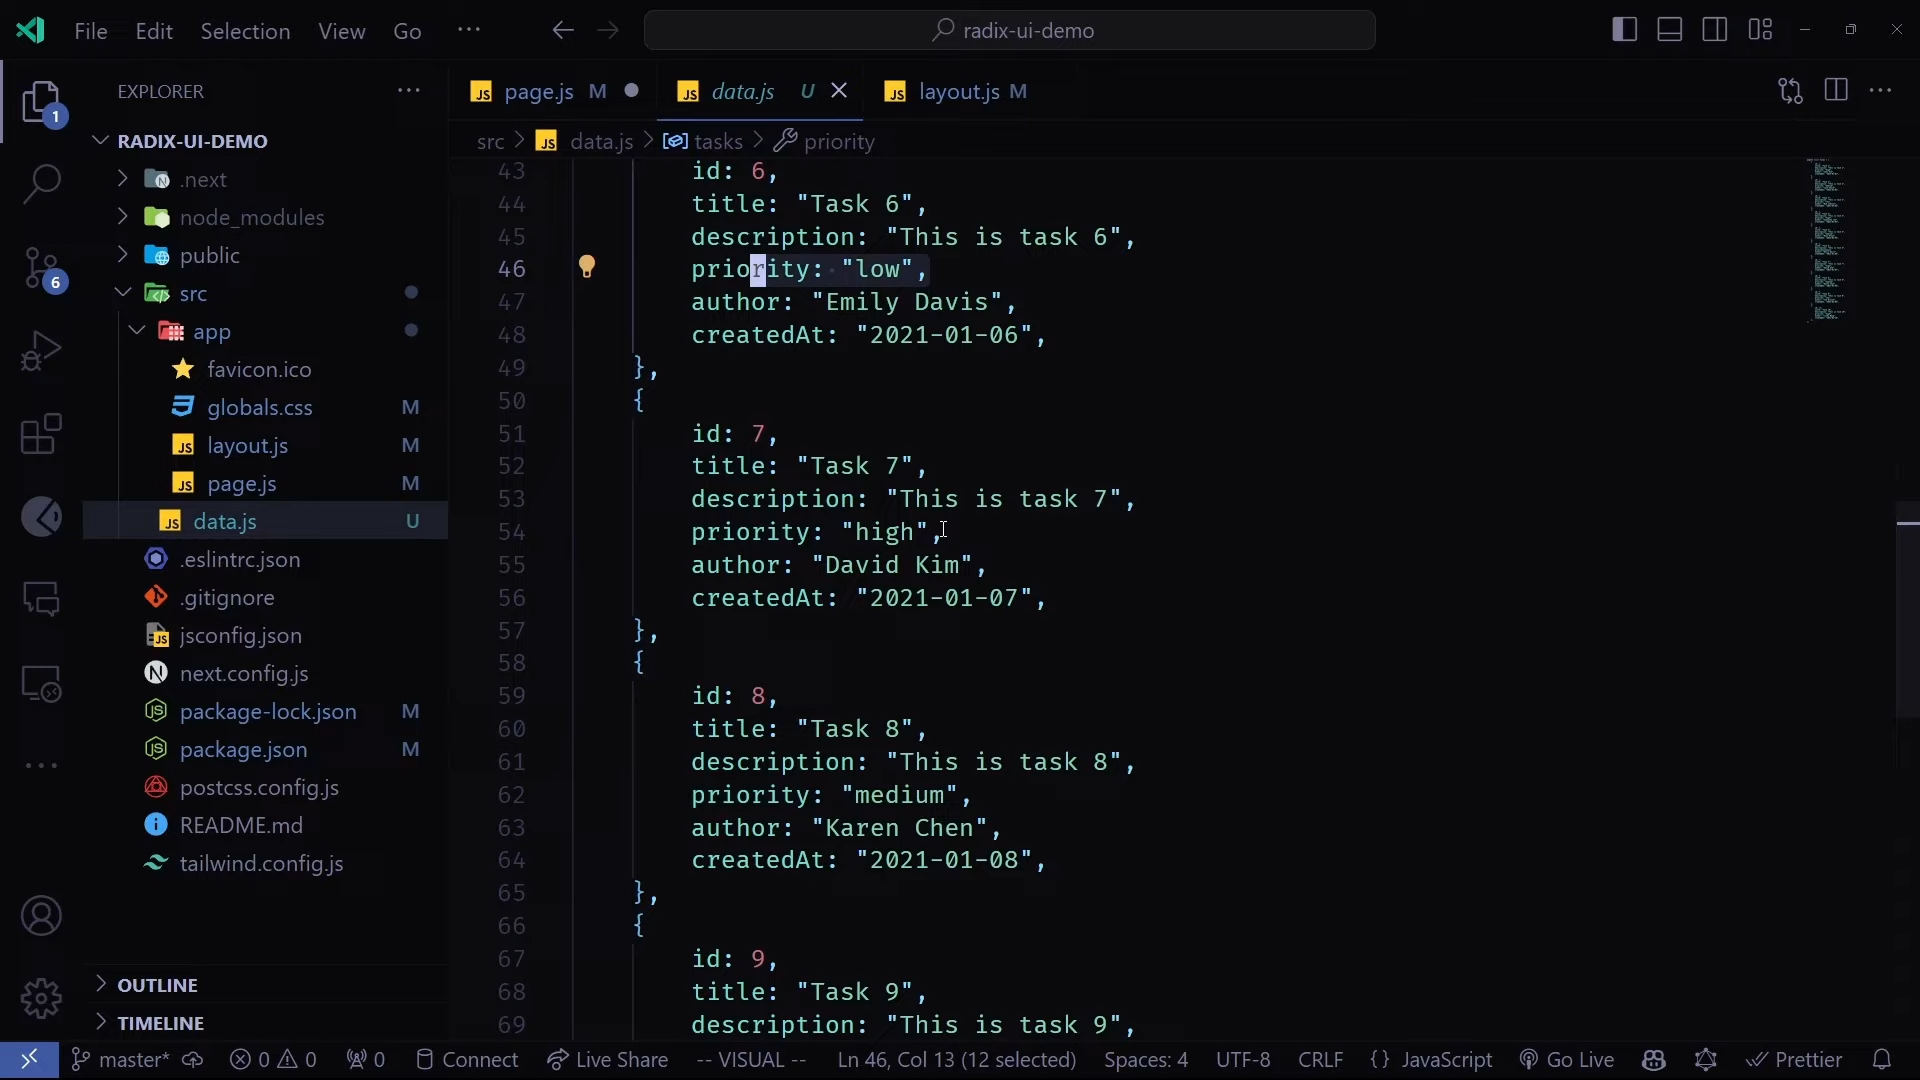 File Edit Selection View Go ··· radix-ui-demo
EXPLORER ···
page.js M
data.js U
layout.js M
src > data.js > tasks > priority
RADIX-UI-DEMO
.next
node_modules
public
src
app
favicon.ico
globals.css M
layout.js M
page.js M
data.js U
.eslintrc.json
.gitignore
jsconfig.json
next.config.js
package-lock.json M
package.json M
postcss.config.js
README.md
tailwind.config.js
OUTLINE
TIMELINE
1
6
43 id: 6,
44 title: "Task 6",
45 description: "This is task 6",
46 priority: "low",
47 author: "Emily Davis",
48 createdAt: "2021-01-06",
49 },
50 {
51 id: 7,
52 title: "Task 7",
53 description: "This is task 7",
54 priority: "high",
55 author: "David Kim",
56 createdAt: "2021-01-07",
57 },
58 {
59 id: 8,
60 title: "Task 8",
61 description: "This is task 8",
62 priority: "medium",
63 author: "Karen Chen",
64 createdAt: "2021-01-08",
65 },
66 {
67 id: 9,
68 title: "Task 9",
69 description: "This is task 9",
master* 0 0 0 Connect Live Share -- VISUAL -- Ln 46, Col 13 (12 selected) Spaces: 4 UTF-8 CRLF {} JavaScript Go Live Prettier